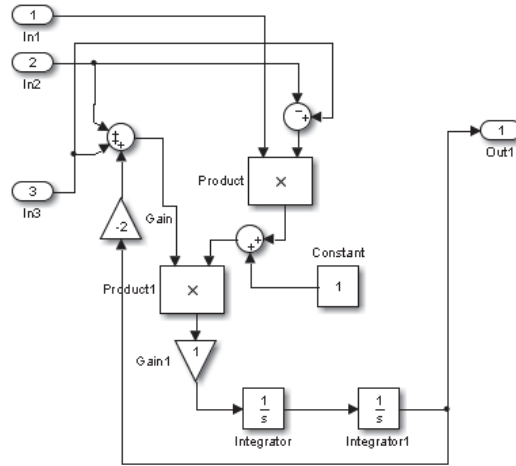 1
In1
2
In2
-
+
+
+
+
1
Out1
3
In3
Product
×
-2
Gain
+
+
Constant
1
Product1
×
1
Gain1
1
s
Integrator
1
s
Integrator1